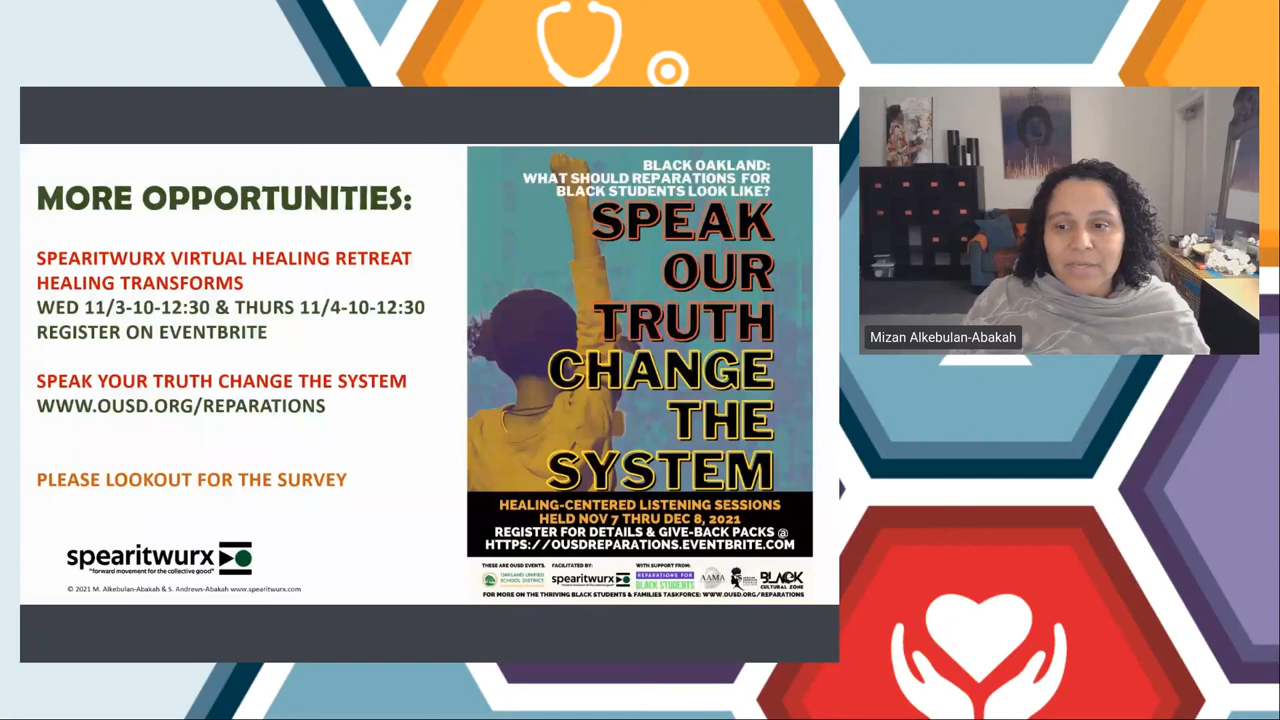 MORE OPPORTUNITIES:
SPEARITWURX VIRTUAL HEALING RETREAT
HEALING TRANSFORMS
WED 11/3-10-12:30 & THURS 11/4-10-12:30
REGISTER ON EVENTBRITE
SPEAK YOUR TRUTH CHANGE THE SYSTEM
WWW.OUSD.ORG/REPARATIONS
PLEASE LOOKOUT FOR THE SURVEY
spearitwurx
"forward movement for the collective good"
© 2021 M. Alkebulan-Abakah & S. Andrews-Abakah www.spearitwurx.com
BLACK OAKLAND:
WHAT SHOULD REPARATIONS FOR
BLACK STUDENTS LOOK LIKE?
SPEAK
OUR
TRUTH
CHANGE
THE
SYSTEM
HEALING-CENTERED LISTENING SESSIONS
HELD NOV 7 THRU DEC 8, 2021
REGISTER FOR DETAILS & GIVE-BACK PACKS @
HTTPS://OUSDREPARATIONS.EVENTBRITE.COM
THESE ARE OUSD EVENTS.
FACILITATED BY:
WITH SUPPORT FROM:
OAKLAND UNIFIED
SCHOOL DISTRICT
spearitwurx
REPARATIONS FOR
BLACK STUDENTS
AAMA
BLACK
CULTURAL ZONE
FOR MORE ON THE THRIVING BLACK STUDENTS & FAMILIES TASKFORCE: WWW.OUSD.ORG/REPARATIONS
Mizan Alkebulan-Abakah